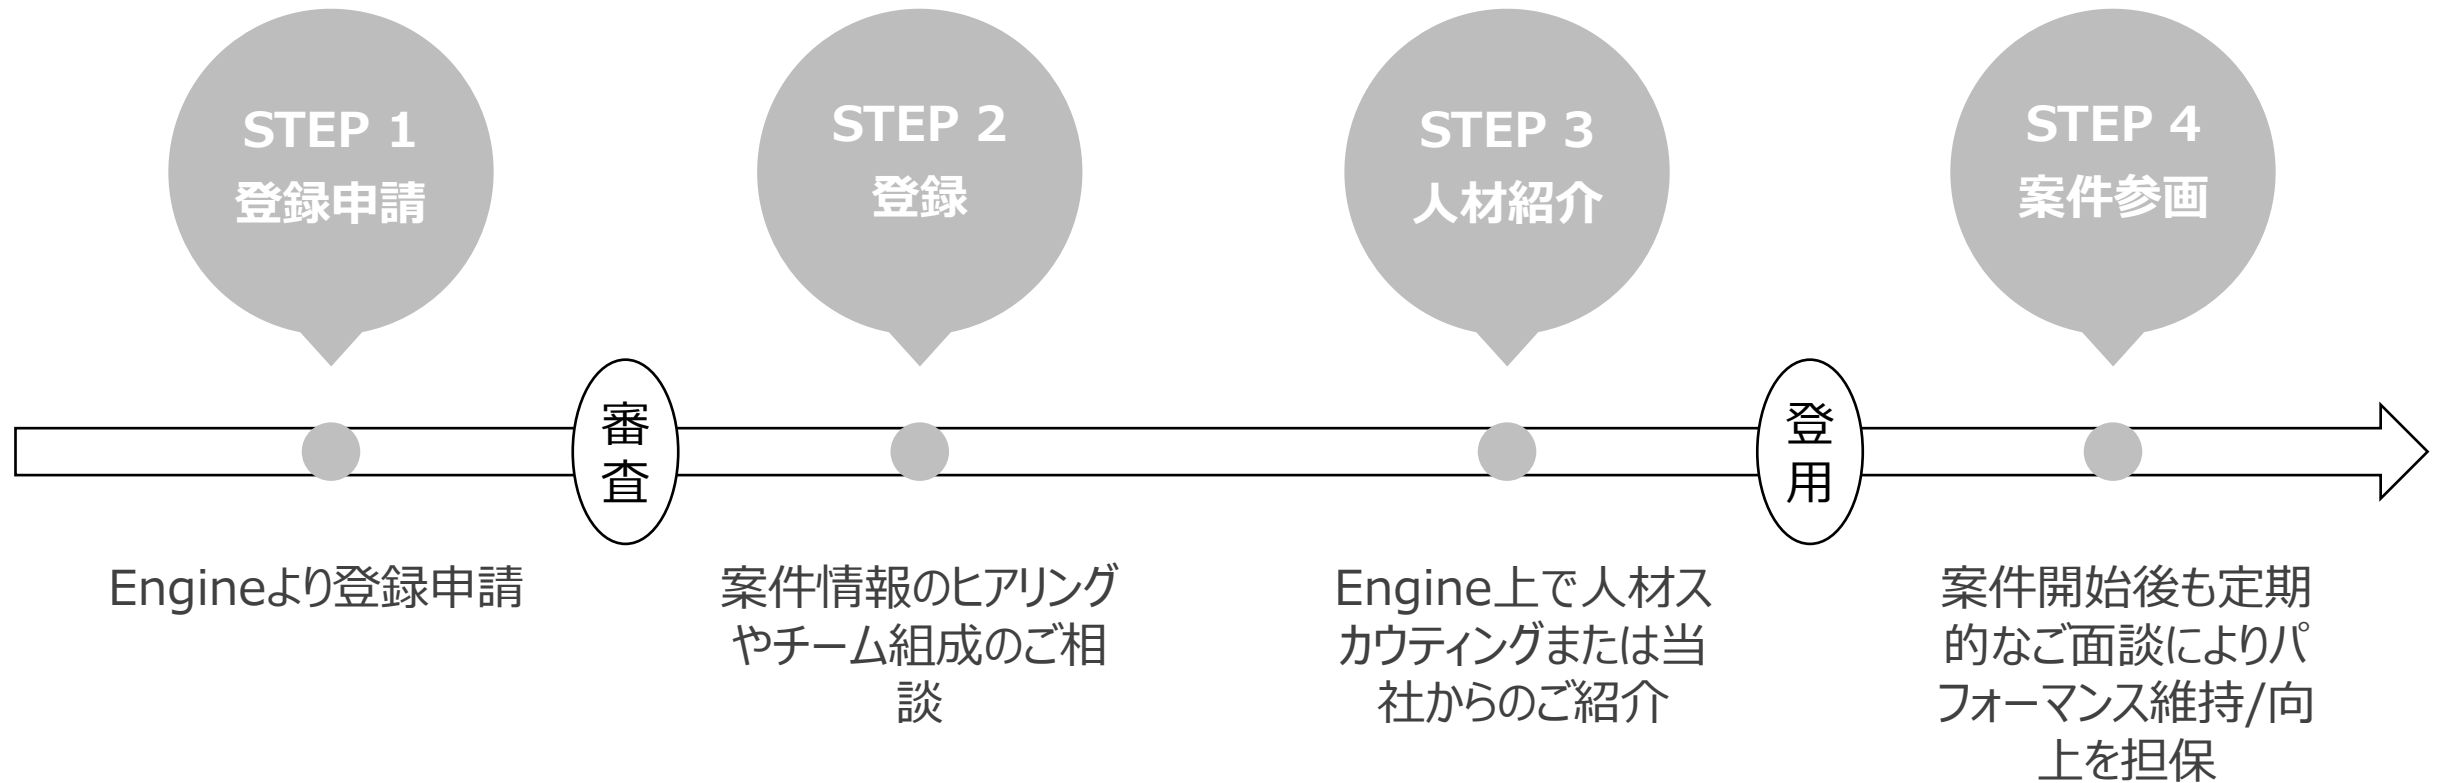 STEP 1
登録申請
STEP 2
登録
STEP 3
人材紹介
STEP 4
案件参画
審
査
登
用
Engineより登録申請
案件情報のヒアリング
やチーム組成のご相
談
Engine上で人材ス
カウティングまたは当
社からのご紹介
案件開始後も定期
的なご面談によりパ
フォーマンス維持/向
上を担保